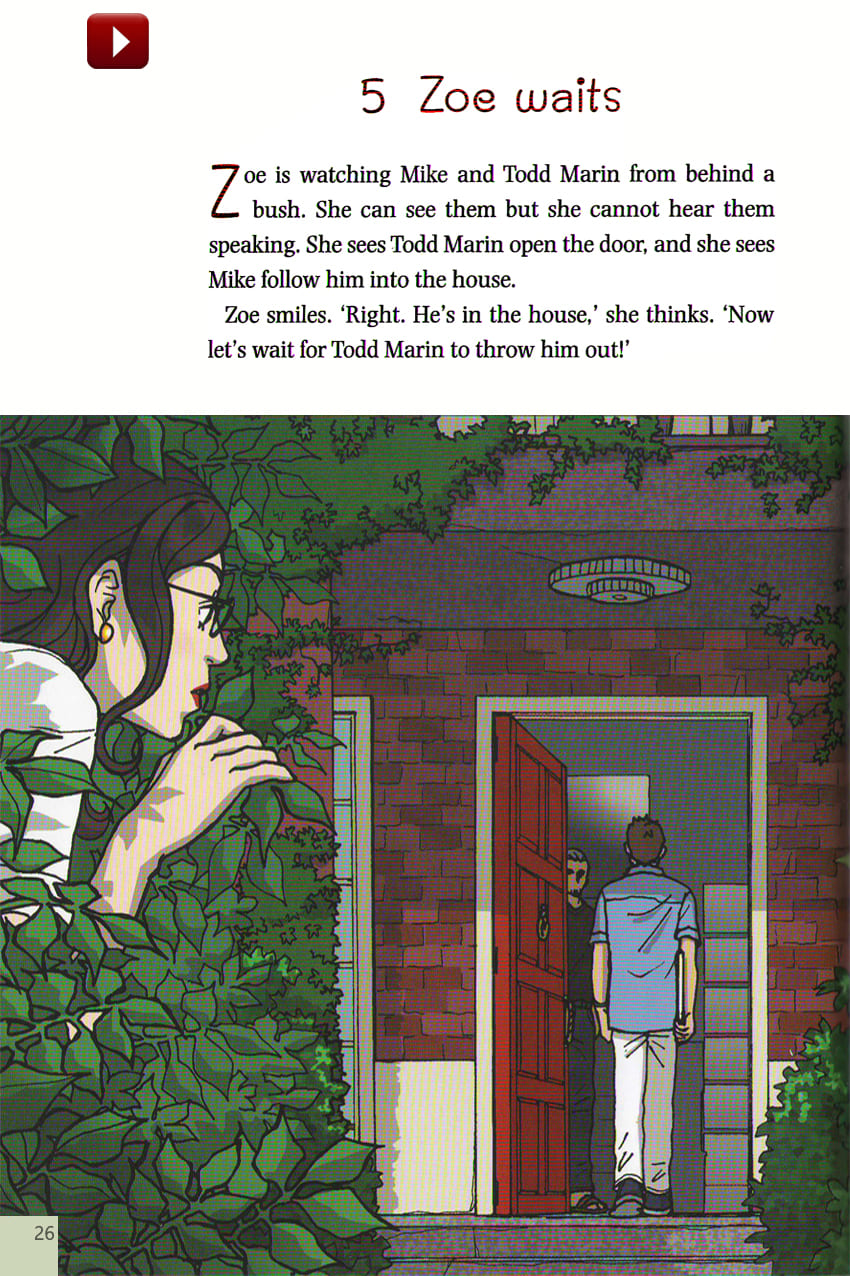 5 Zoe waits
Zoe is watching Mike and Todd Marin from behind a
bush. She can see them but she cannot hear them
speaking. She sees Todd Marin open the door, and she sees
Mike follow him into the house.
Zoe smiles. ‘Right. He’s in the house,’ she thinks. ‘Now
let’s wait for Todd Marin to throw him out!’
26